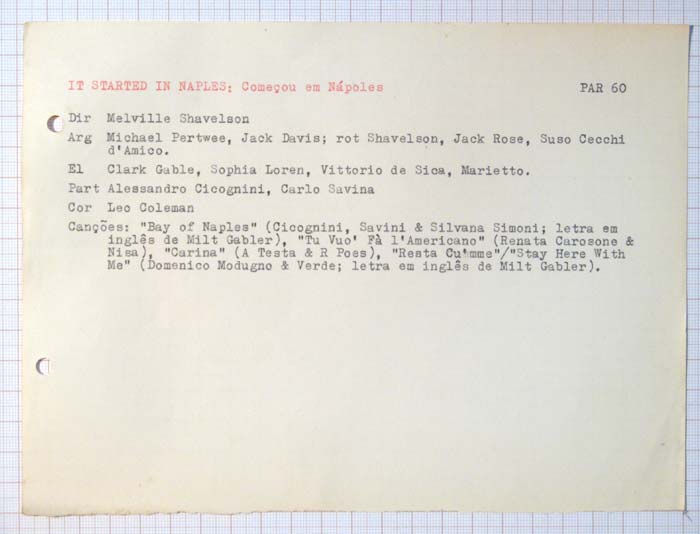 IT STARTED IN NAPLES: Começou em Nápoles PAR 60
Dir Melville Shavelson
Arg Michael Pertwee, Jack Davis; rot Shavelson, Jack Rose, Suso Cecchi
d'Amico.
El Clark Gable, Sophia Loren, Vittorio de Sica, Marietto.
Part Alessandro Cicognini, Carlo Savina
Cor Leo Coleman
Canções: "Bay of Naples" (Cicognini, Savini & Silvana Simoni; letra em
inglês de Milt Gabler), "Tu Vuo' Fà l'Americano" (Renata Carosone &
Nisa), "Carina" (A Testa & R Poes), "Resta Cu'mme"/"Stay Here With
Me" (Domenico Modugno & Verde; letra em inglês de Milt Gabler).